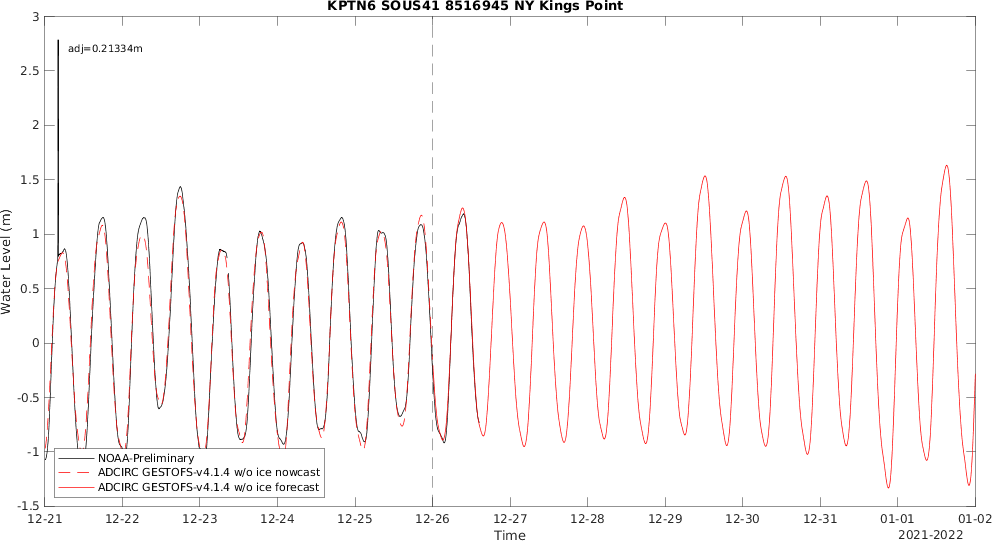 KPTN6 SOUS41 8516945 NY Kings Point
adj=0.21334m
3
2.5
2
1.5
1
0.5
0
-0.5
-1
-1.5
Water Level (m)
NOAA-Preliminary
ADCIRC GESTOFS-v4.1.4 w/o ice nowcast
ADCIRC GESTOFS-v4.1.4 w/o ice forecast
12-21 12-22 12-23 12-24 12-25 12-26 12-27 12-28 12-29 12-30 12-31 01-01 01-02
Time
2021-2022